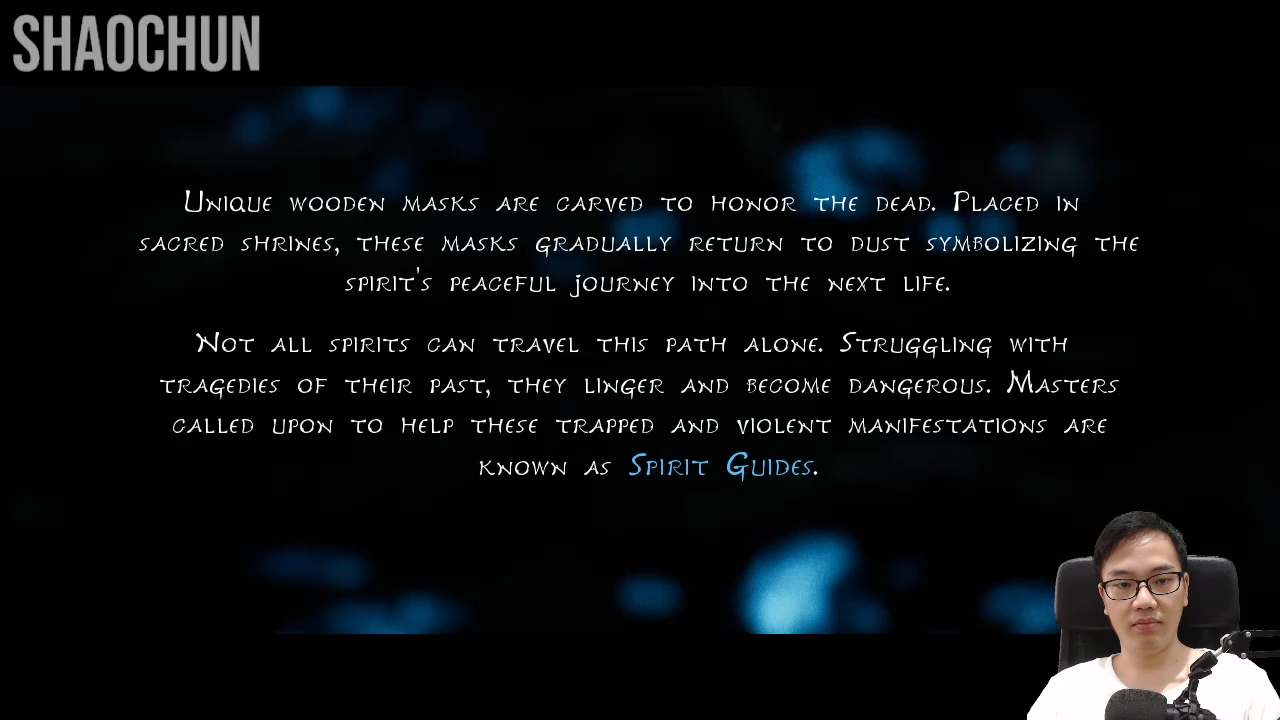 SHAOCHUN
Unique wooden masks are carved to honor the dead. Placed in
sacred shrines, these masks gradually return to dust symbolizing the
spirit's peaceful journey into the next life.
Not all spirits can travel this path alone. Struggling with
tragedies of their past, they linger and become dangerous. Masters
called upon to help these trapped and violent manifestations are
known as Spirit Guides.